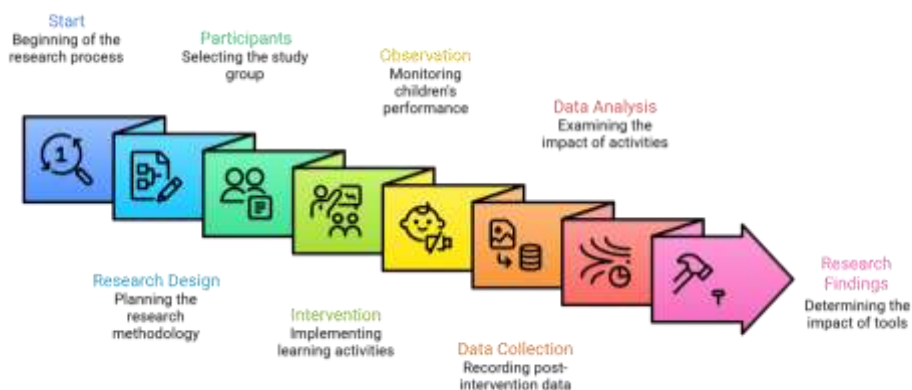 Start
Beginning of the
research process
Participants
Selecting the study
group
Observation
Monitoring
children's
performance
Data Analysis
Examining the
impact of activities
1
Research Design
Planning the
research
methodology
Intervention
Implementing
learning activities
Data Collection
Recording post-
intervention data
Research
Findings
Determining the
impact of tools